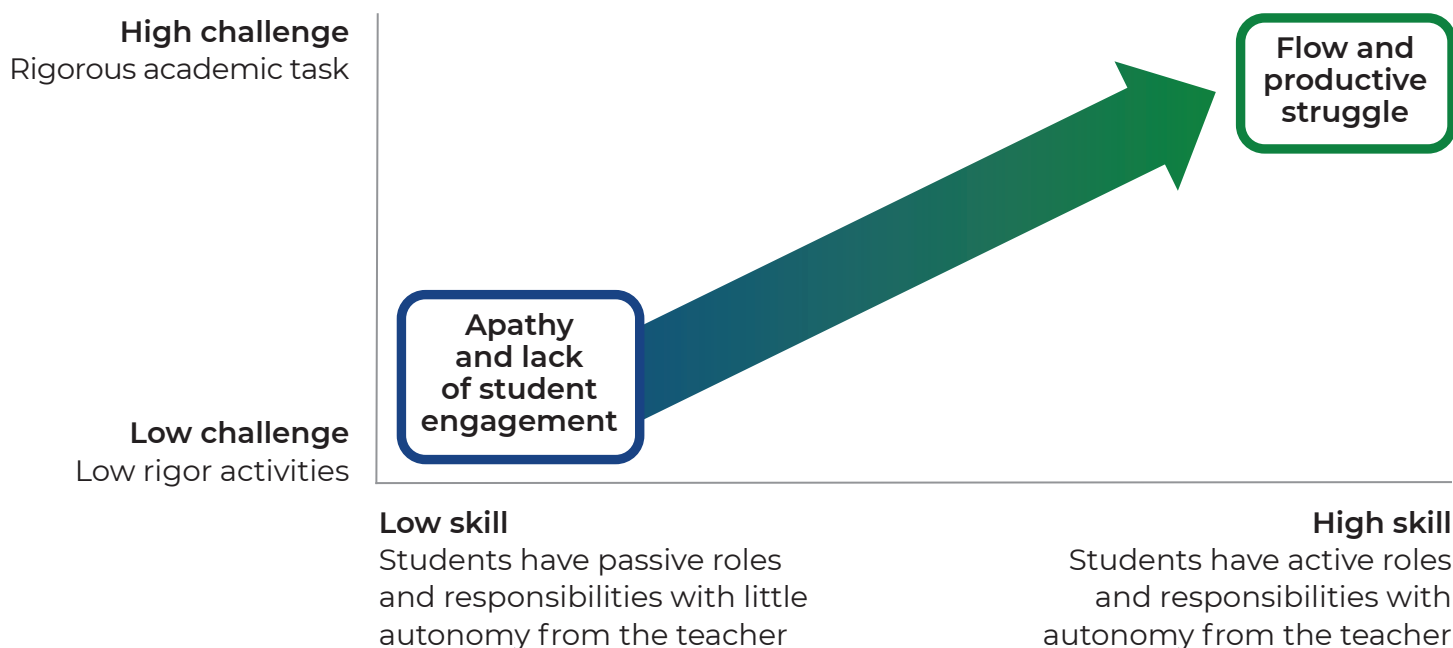 High challenge
Rigorous academic task
Flow and
productive
struggle
Apathy
and lack
of student
engagement
Low challenge
Low rigor activities
Low skill
Students have passive roles
and responsibilities with little
autonomy from the teacher
High skill
Students have active roles
and responsibilities with
autonomy from the teacher